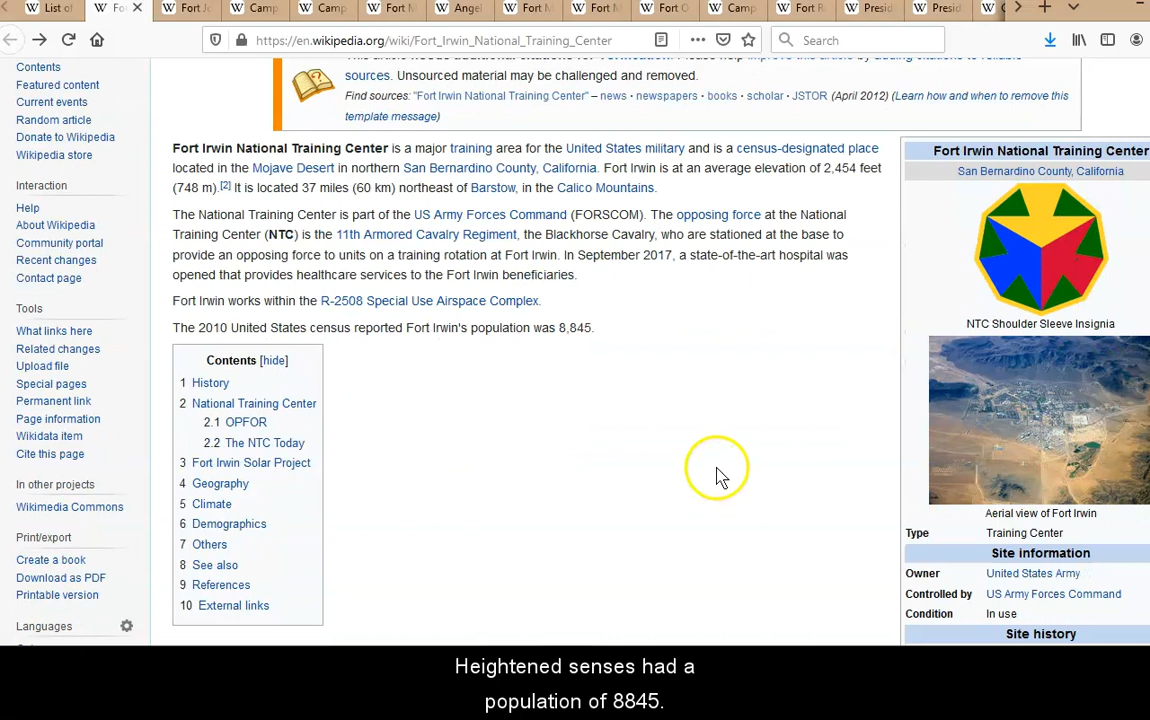 List of
Fo
Fort J
Camp
Camp
Fort M
Angel
Fort M
Fort M
Fort O
Camp
Fort R
Presid
Presid
https://en.wikipedia.org/wiki/Fort_Irwin_National_Training_Center
Search
Contents
Featured content
Current events
Random article
Donate to Wikipedia
Wikipedia store
Interaction
Help
About Wikipedia
Community portal
Recent changes
Contact page
Tools
What links here
Related changes
Upload file
Special pages
Permanent link
Page information
Wikidata item
Cite this page
In other projects
Wikimedia Commons
Print/export
Create a book
Download as PDF
Printable version
Languages
sources. Unsourced material may be challenged and removed.
Find sources: "Fort Irwin National Training Center" – news · newspapers · books · scholar · JSTOR (April 2012) (Learn how and when to remove this
template message)
Fort Irwin National Training Center is a major training area for the United States military and is a census-designated place
located in the Mojave Desert in northern San Bernardino County, California. Fort Irwin is at an average elevation of 2,454 feet
(748 m).[2] It is located 37 miles (60 km) northeast of Barstow, in the Calico Mountains.
The National Training Center is part of the US Army Forces Command (FORSCOM). The opposing force at the National
Training Center (NTC) is the 11th Armored Cavalry Regiment, the Blackhorse Cavalry, who are stationed at the base to
provide an opposing force to units on a training rotation at Fort Irwin. In September 2017, a state-of-the-art hospital was
opened that provides healthcare services to the Fort Irwin beneficiaries.
Fort Irwin works within the R-2508 Special Use Airspace Complex.
The 2010 United States census reported Fort Irwin's population was 8,845.
Contents [hide]
1 History
2 National Training Center
2.1 OPFOR
2.2 The NTC Today
3 Fort Irwin Solar Project
4 Geography
5 Climate
6 Demographics
7 Others
8 See also
9 References
10 External links
Fort Irwin National Training Center
San Bernardino County, California
NTC Shoulder Sleeve Insignia
Aerial view of Fort Irwin
Type Training Center
Site information
Owner United States Army
Controlled by US Army Forces Command
Condition In use
Site history
Heightened senses had a
population of 8845.